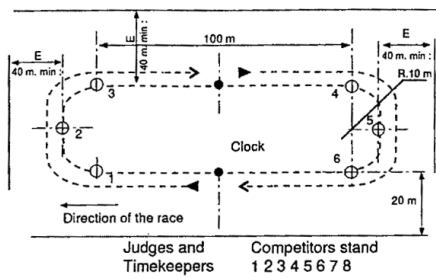 E
100 m
E
40 m. min :
E
40 m. min :
40 m. min :
R.10 m
3
4
2
5
Clock
1
6
20 m
Direction of the race
Judges and
Timekeepers
Competitors stand
1 2 3 4 5 6 7 8